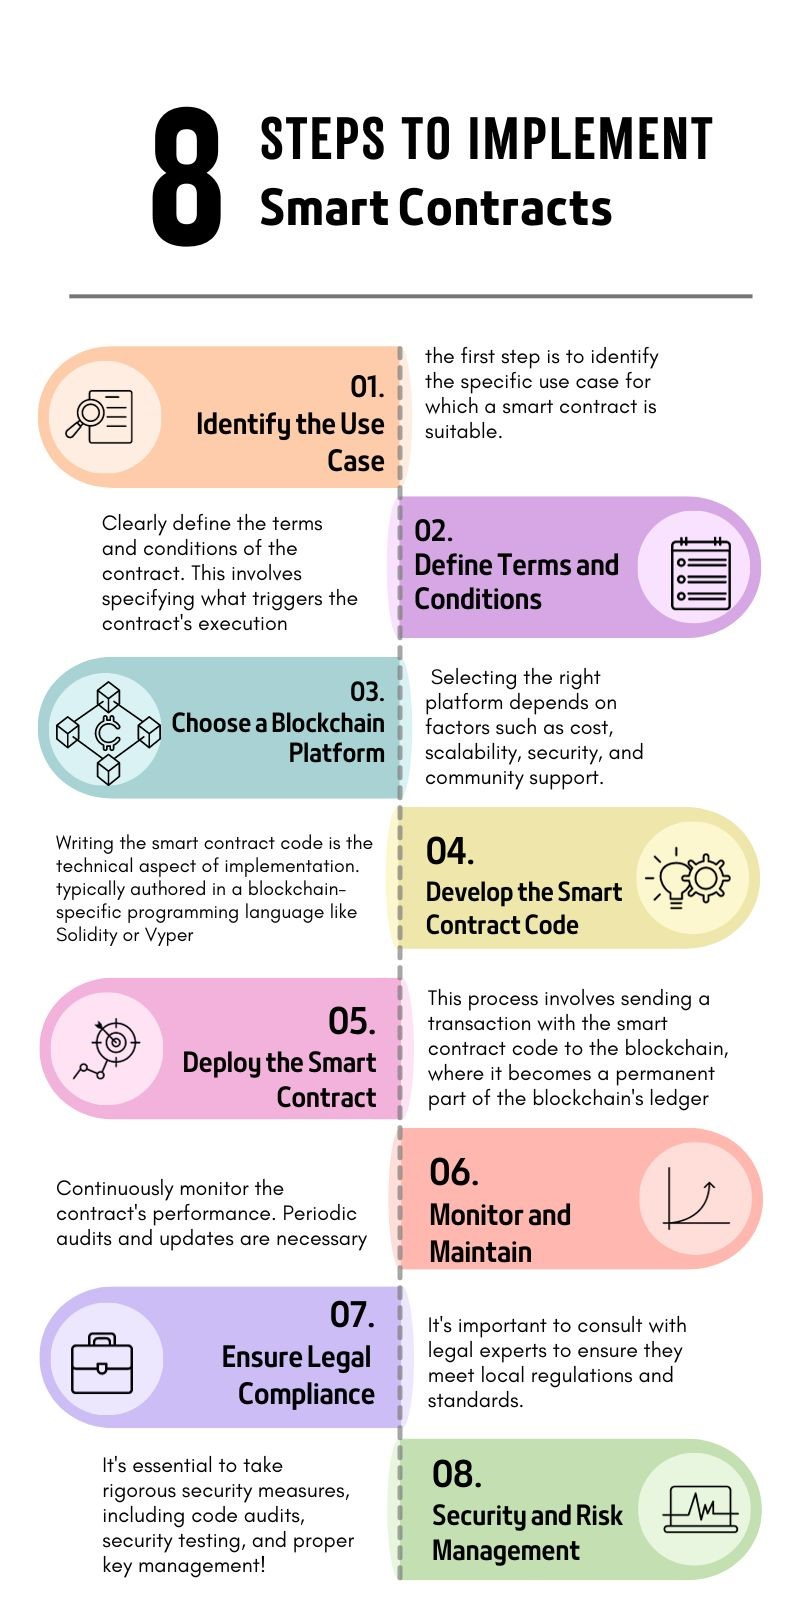 8
STEPS TO IMPLEMENT
Smart Contracts
01.
Identify the Use
Case
the first step is to identify
the specific use case for
which a smart contract is
suitable.
02.
Define Terms and
Conditions
Clearly define the terms
and conditions of the
contract. This involves
specifying what triggers the
contract's execution
03.
Choose a Blockchain
Platform
Selecting the right
platform depends on
factors such as cost,
scalability, security, and
community support.
04.
Develop the Smart
Contract Code
Writing the smart contract code is the
technical aspect of implementation.
typically authored in a blockchain-
specific programming language like
Solidity or Vyper
05.
Deploy the Smart
Contract
This process involves sending a
transaction with the smart
contract code to the blockchain,
where it becomes a permanent
part of the blockchain's ledger
06.
Monitor and
Maintain
Continuously monitor the
contract's performance. Periodic
audits and updates are necessary
07.
Ensure Legal
Compliance
It's important to consult with
legal experts to ensure they
meet local regulations and
standards.
08.
Security and Risk
Management
It's essential to take
rigorous security measures,
including code audits,
security testing, and proper
key management!